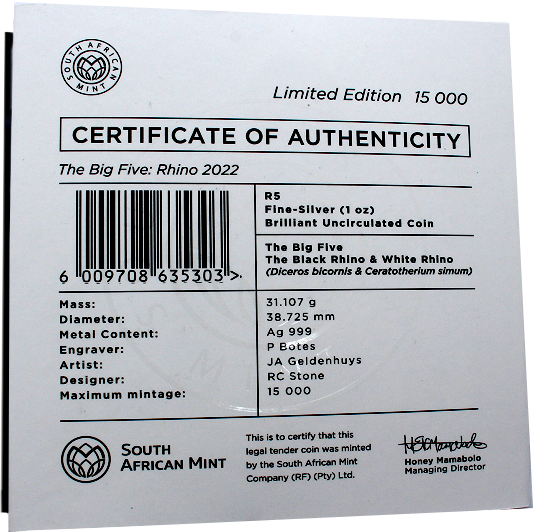 SOUTH AFRICAN MINT
Limited Edition 15 000
CERTIFICATE OF AUTHENTICITY
The Big Five: Rhino 2022
R5
Fine-Silver (1 oz)
Brilliant Uncirculated Coin
The Big Five
The Black Rhino & White Rhino
(Diceros bicornis & Ceratotherium simum)
6 009708 635303 >
Mass: 31.107 g
Diameter: 38.725 mm
Metal Content: Ag 999
Engraver: P Botes
Artist: JA Geldenhuys
Designer: RC Stone
Maximum mintage: 15 000
SOUTH
AFRICAN MINT
This is to certify that this
legal tender coin was minted
by the South African Mint
Company (RF) (Pty) Ltd.
Honey Mamabolo
Managing Director